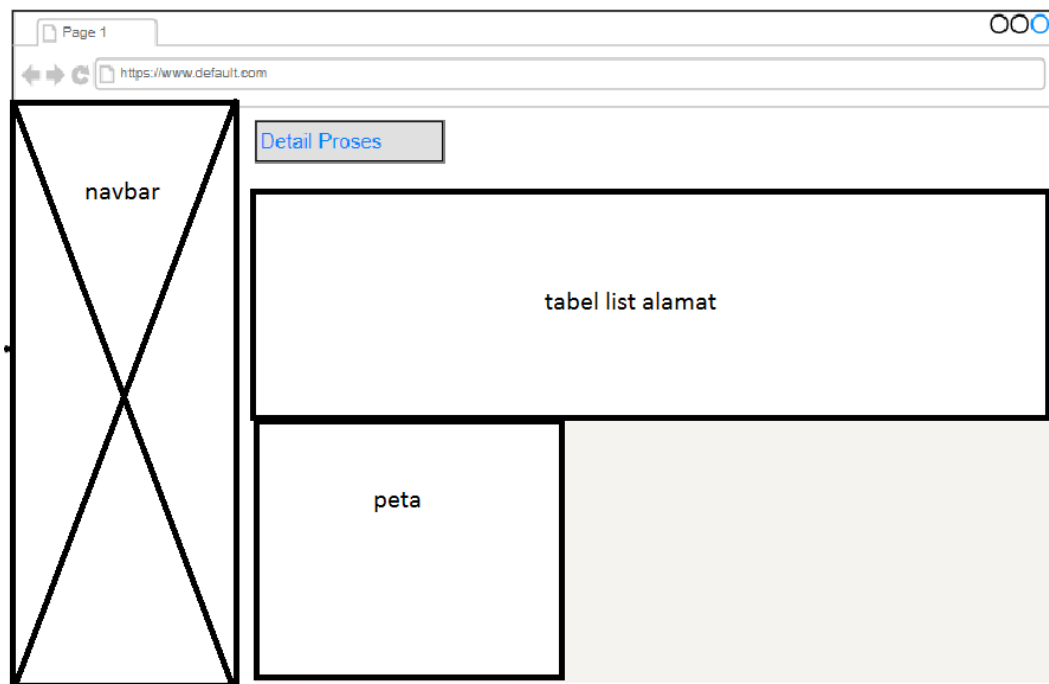 Page 1
https://www.default.com
navbar
Detail Proses
tabel list alamat
peta